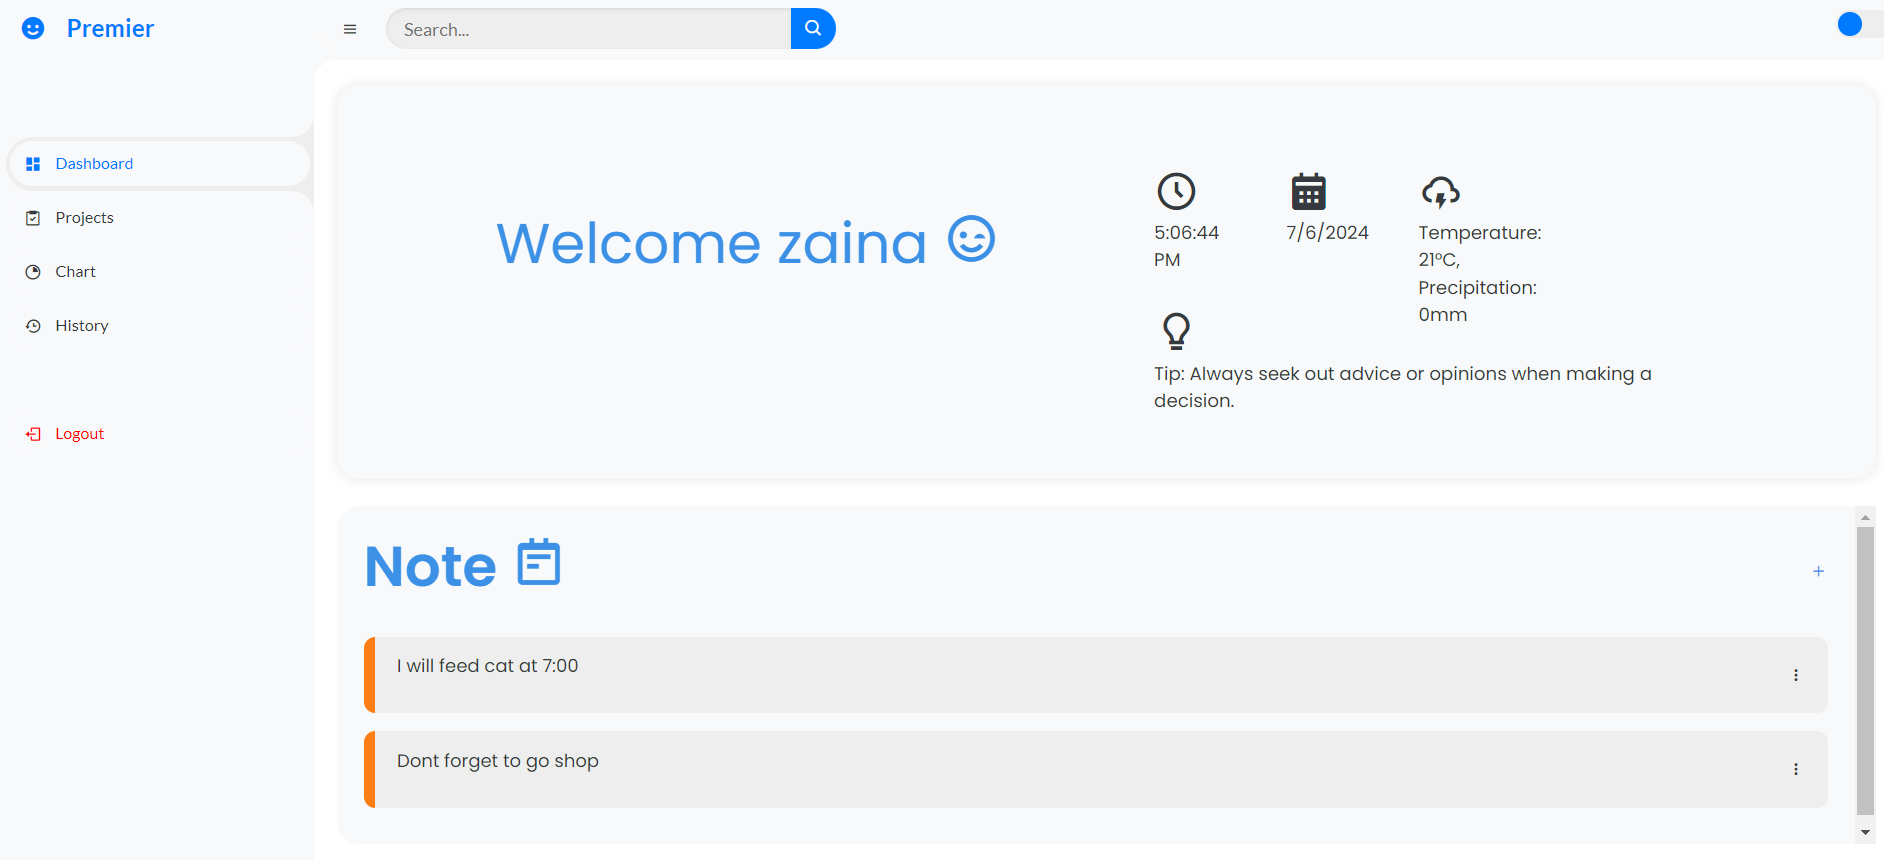 Premier
Search...
Dashboard
Projects
Chart
History
Logout
Welcome zaina
5:06:44
PM
7/6/2024
Temperature:
21°C,
Precipitation:
0mm
Tip: Always seek out advice or opinions when making a
decision.
Note
+
I will feed cat at 7:00
Dont forget to go shop